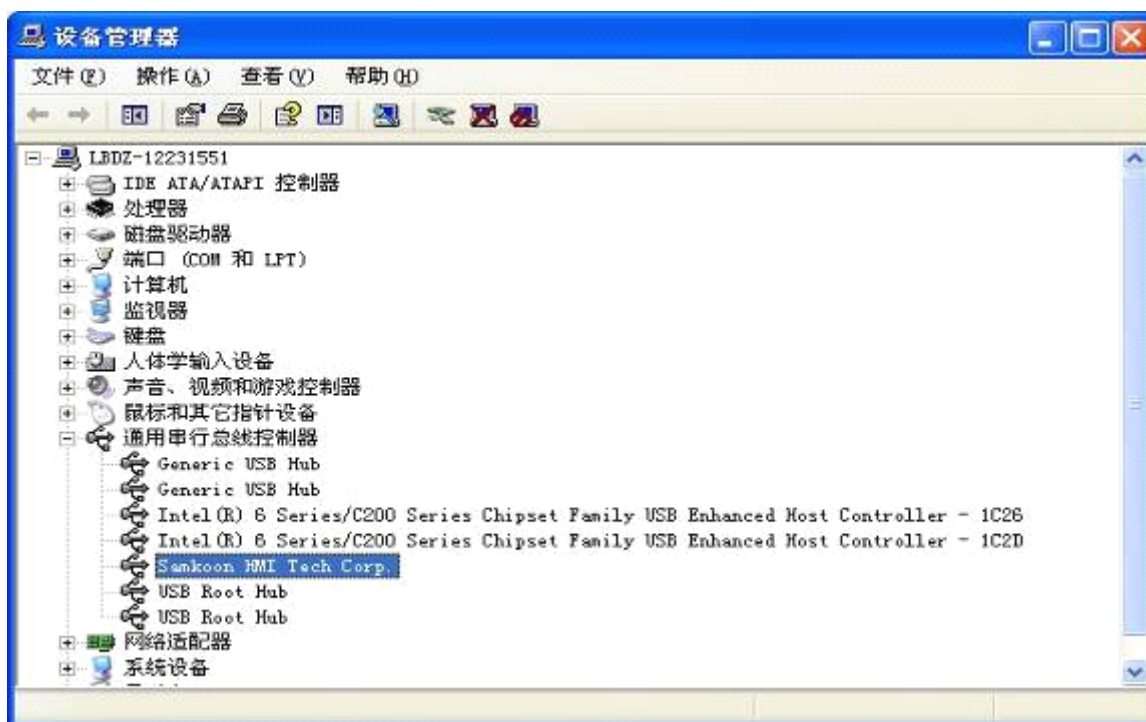 设备管理器
文件(F) 操作(A) 查看(V) 帮助(H)
LBDZ-12231551
IDE ATA/ATAPI 控制器
处理器
磁盘驱动器
端口 (COM 和 LPT)
计算机
监视器
键盘
人体学输入设备
声音、视频和游戏控制器
鼠标和其它指针设备
通用串行总线控制器
Generic USB Hub
Generic USB Hub
Intel(R) 6 Series/C200 Series Chipset Family USB Enhanced Host Controller - 1C26
Intel(R) 6 Series/C200 Series Chipset Family USB Enhanced Host Controller - 1C2D
Samkoon HMI Tech Corp.
USB Root Hub
USB Root Hub
网络适配器
系统设备